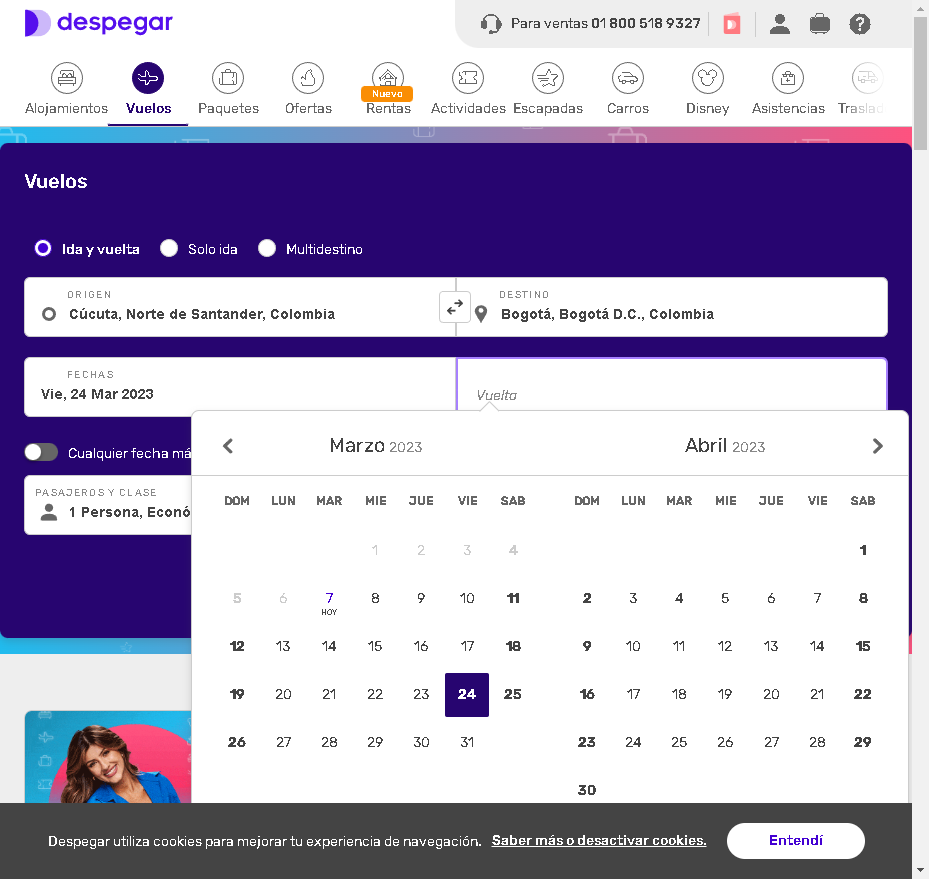 despegar
Para ventas 01 800 518 9327
Alojamientos
Vuelos
Paquetes
Ofertas
Nuevo
Rentas
Actividades
Escapadas
Carros
Disney
Asistencias
Traslad
Vuelos
Ida y vuelta
Solo ida
Multidestino
ORIGEN
Cúcuta, Norte de Santander, Colombia
DESTINO
Bogotá, Bogotá D.C., Colombia
FECHAS
Vie, 24 Mar 2023
Vuelta
Cualquier fecha má
PASAJEROS Y CLASE
1 Persona, Econó
Marzo 2023
DOM LUN MAR MIE JUE VIE SAB
1 2 3 4
5 6 7 8 9 10 11
HOY
12 13 14 15 16 17 18
19 20 21 22 23 24 25
26 27 28 29 30 31
Abril 2023
DOM LUN MAR MIE JUE VIE SAB
1
2 3 4 5 6 7 8
9 10 11 12 13 14 15
16 17 18 19 20 21 22
23 24 25 26 27 28 29
30
Despegar utiliza cookies para mejorar tu experiencia de navegación. Saber más o desactivar cookies.
Entendí